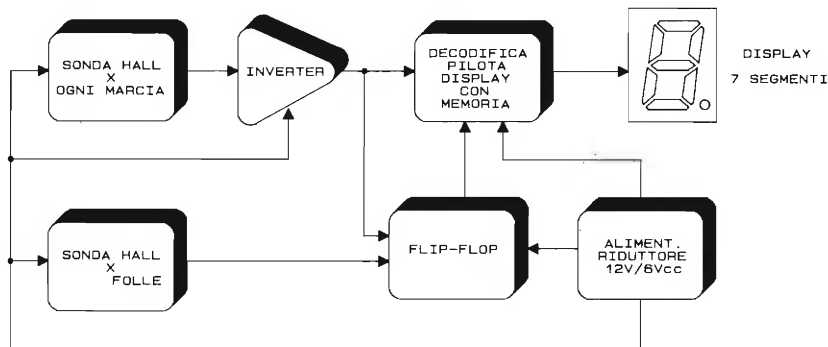 SONDA HALL
X
OGNI MARCIA
INVERTER
DECODIFICA
PILOTA
DISPLAY
CON
MEMORIA
DISPLAY
7 SEGMENTI
SONDA HALL
X
FOLLE
FLIP-FLOP
ALIMENT.
RIDUTTORE
12V/6Vcc